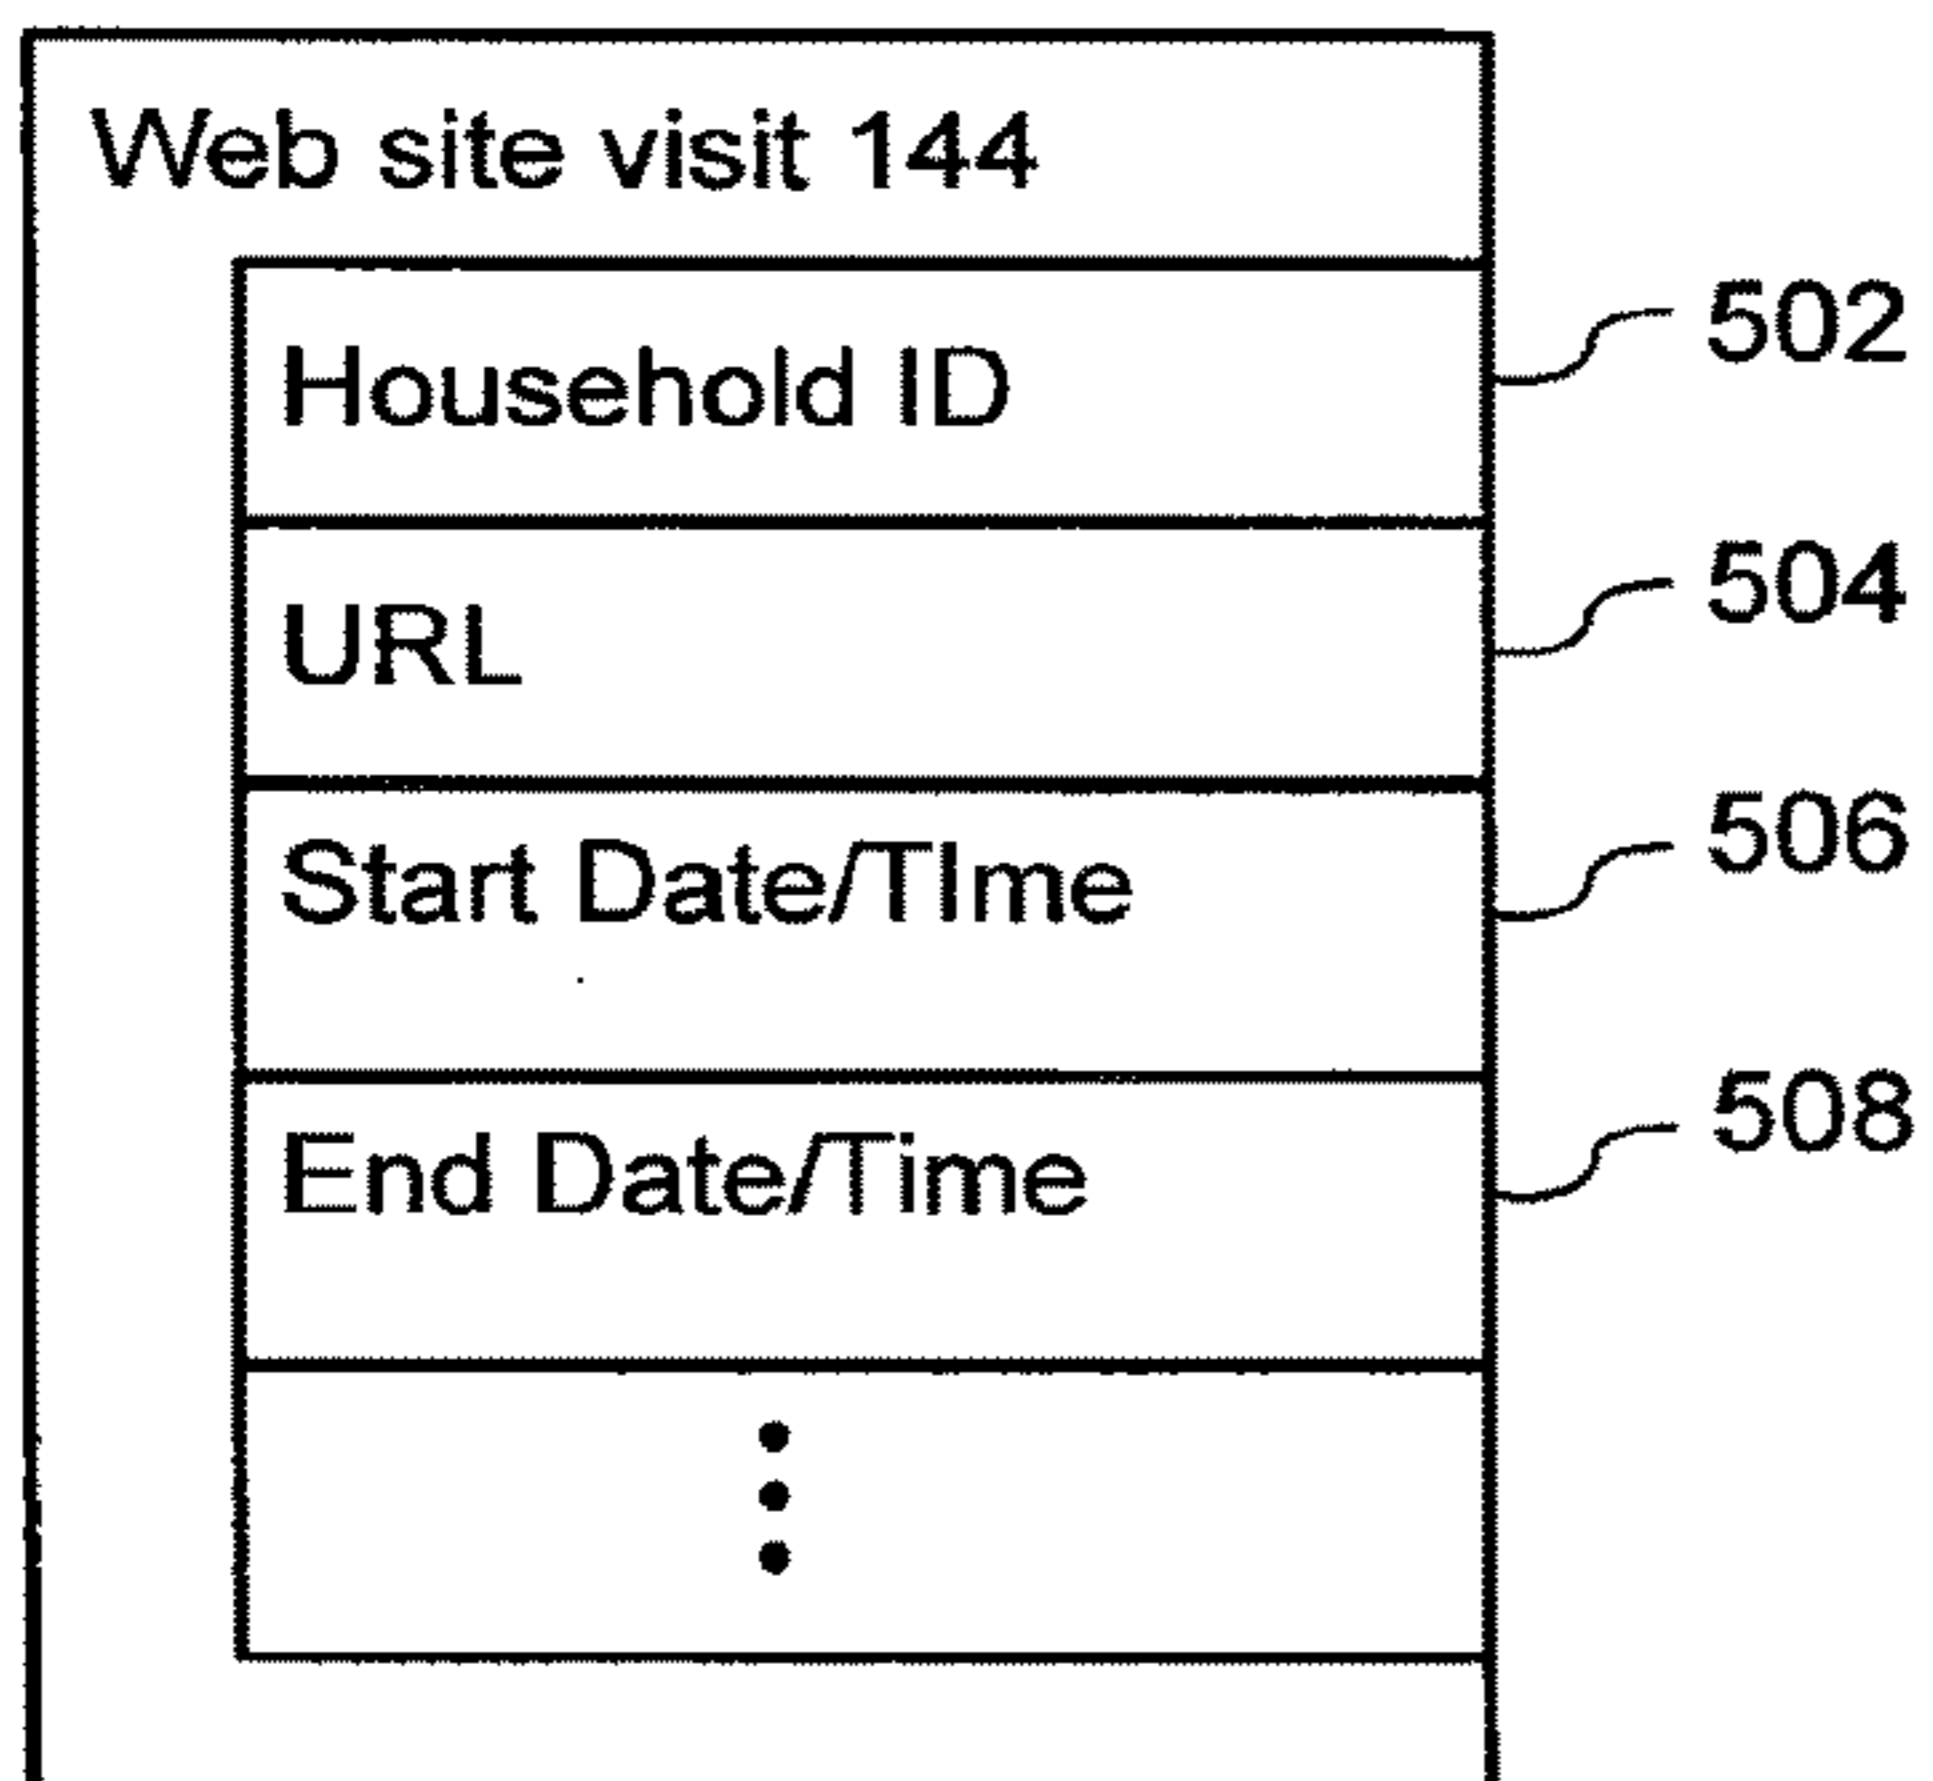 Web site visit 144
Household ID 502
URL 504
Start Date/TIme 506
End Date/Time 508